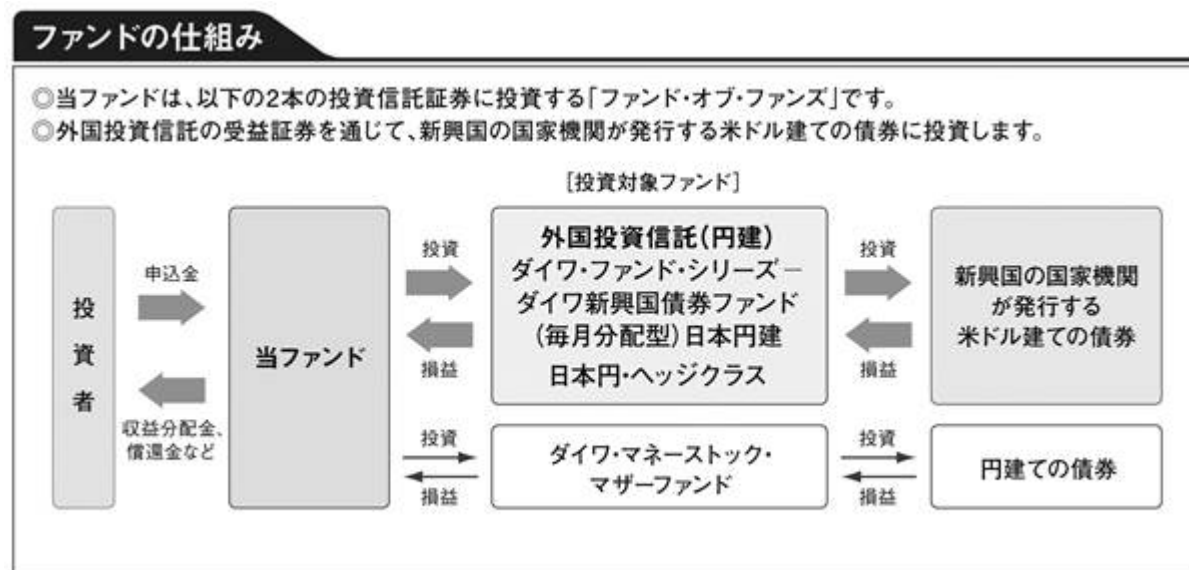 ファンドの仕組み
◎当ファンドは、以下の2本の投資信託証券に投資する「ファンド・オブ・ファンズ」です。
◎外国投資信託の受益証券を通じて、新興国の国家機関が発行する米ドル建ての債券に投資します。
[投資対象ファンド]
投資者
申込金
収益分配金、
償還金など
当ファンド
投資
損益
外国投資信託(円建)
ダイワ・ファンド・シリーズ－
ダイワ新興国債券ファンド
(毎月分配型)日本円建
日本円・ヘッジクラス
投資
損益
新興国の国家機関
が発行する
米ドル建ての債券
投資
損益
ダイワ・マネーストック・
マザーファンド
投資
損益
円建ての債券